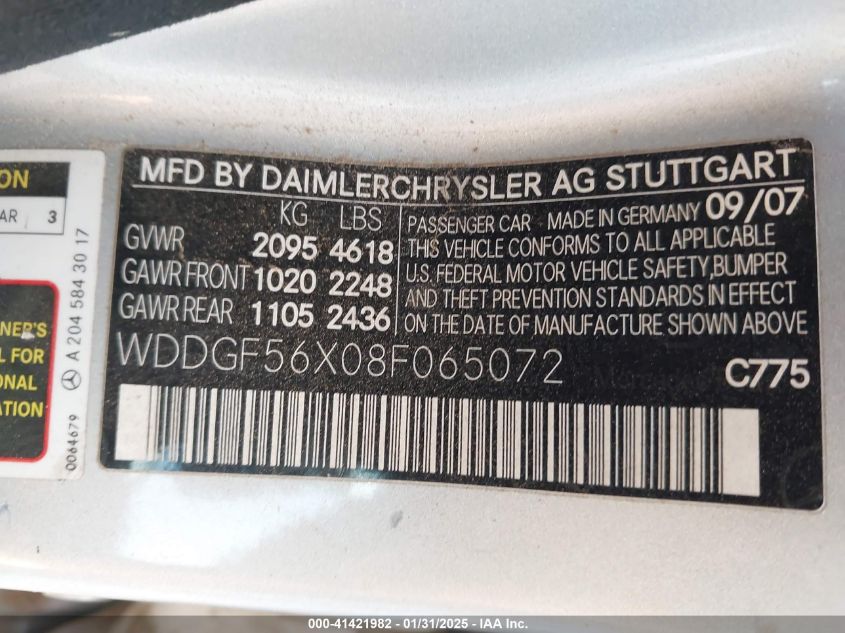 ON
AR 3
A 204 584 30 17
NER'S
L FOR
ONAL
ATION
0064679
MFD BY DAIMLERCHRYSLER AG STUTTGART
KG LBS
GVWR 2095 4618
GAWR FRONT 1020 2248
GAWR REAR 1105 2436
PASSENGER CAR MADE IN GERMANY 09/07
THIS VEHICLE CONFORMS TO ALL APPLICABLE
U.S. FEDERAL MOTOR VEHICLE SAFETY, BUMPER
AND THEFT PREVENTION STANDARDS IN EFFECT
ON THE DATE OF MANUFACTURE SHOWN ABOVE
WDDGF56X08F065072
C775
000-41421982 - 01/31/2025 - IAA Inc.